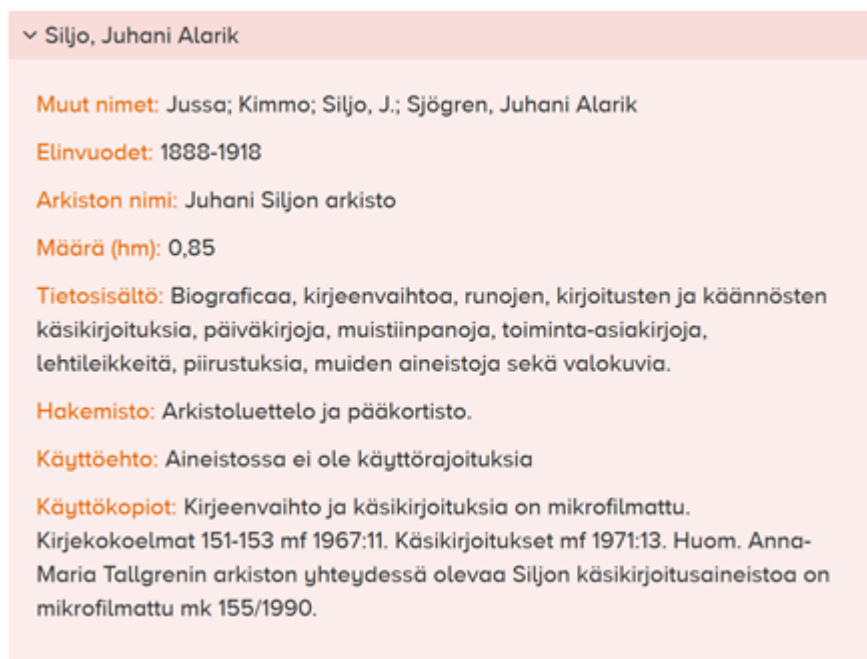 Siljo, Juhani Alarik
Muut nimet: Jussa; Kimmo; Siljo, J.; Sjögren, Juhani Alarik
Elinvuodet: 1888-1918
Arkiston nimi: Juhani Siljon arkisto
Määrä (hm): 0,85
Tietosisältö: Biograficaa, kirjeenvaihtoa, runojen, kirjoitusten ja käännösten
käsikirjoituksia, päiväkirjoja, muistiinpanoja, toiminta-asiakirjoja,
lehtileikkeitä, piirustuksia, muiden aineistoja sekä valokuvia.
Hakemisto: Arkistoluettelo ja pääkortisto.
Käyttöehto: Aineistossa ei ole käyttörajoituksia
Käyttökopiot: Kirjeenvaihto ja käsikirjoituksia on mikrofilmattu.
Kirjekokoelmat 151-153 mf 1967:11. Käsikirjoitukset mf 1971:13. Huom. Anna-
Maria Tallgrenin arkiston yhteydessä olevaa Siljon käsikirjoitusaineistoa on
mikrofilmattu mk 155/1990.